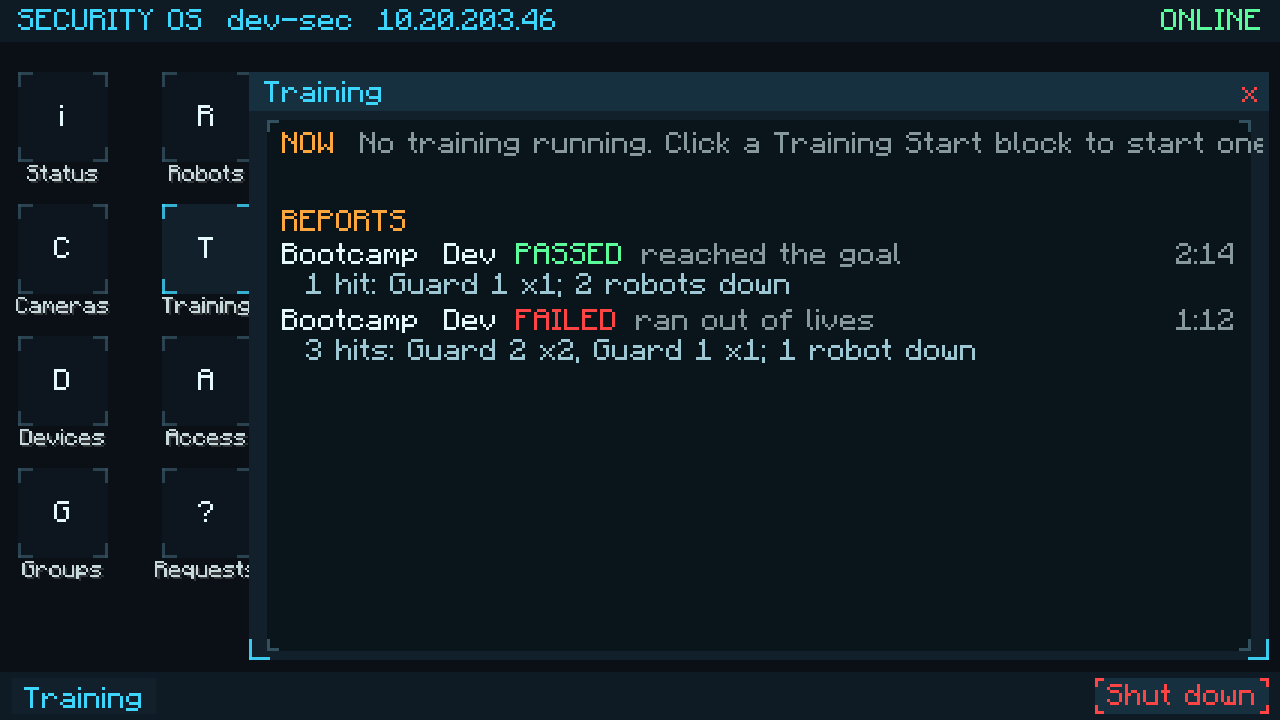 SECURITY OS dev-sec 10.20.203.46 ONLINE
i
Status
R
Robots
C
Cameras
T
Training
D
Devices
A
Access
G
Groups
?
Requests
Training x
NOW No training running. Click a Training Start block to start one
REPORTS
Bootcamp Dev PASSED reached the goal 2:14
1 hit: Guard 1 x1; 2 robots down
Bootcamp Dev FAILED ran out of lives 1:12
3 hits: Guard 2 x2, Guard 1 x1; 1 robot down
Training
Shut down